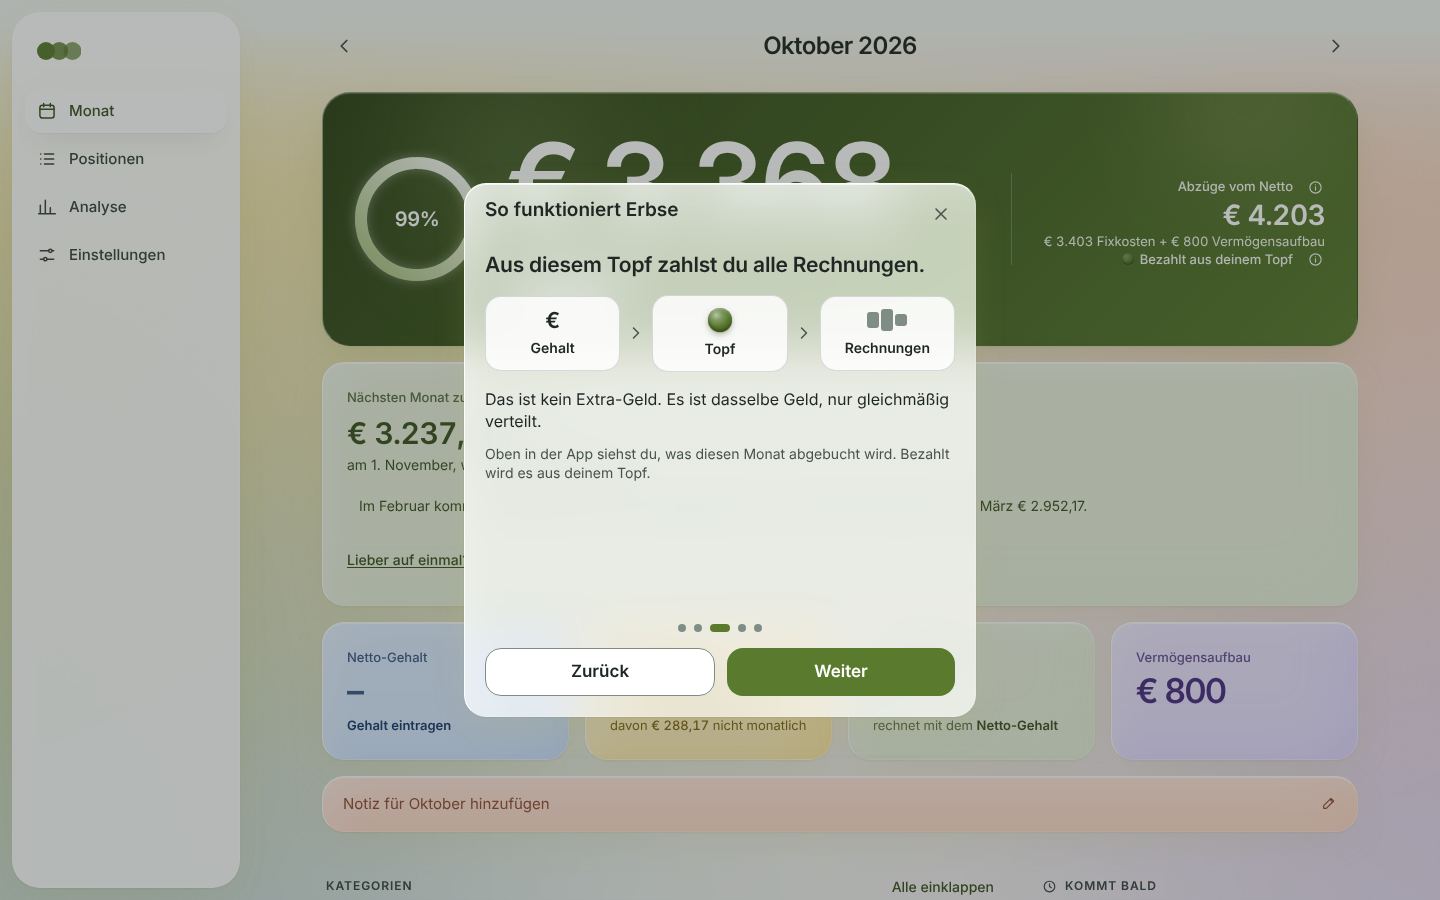 Oktober 2026
Monat
Positionen
Analyse
Einstellungen
99%
€ 3.368
Abzüge vom Netto
€ 4.203
€ 3.403 Fixkosten + € 800 Vermögensaufbau
Bezahlt aus deinem Topf
So funktioniert Erbse
Aus diesem Topf zahlst du alle Rechnungen.
€
Gehalt
Topf
Rechnungen
Das ist kein Extra-Geld. Es ist dasselbe Geld, nur gleichmäßig
verteilt.
Oben in der App siehst du, was diesen Monat abgebucht wird. Bezahlt
wird es aus deinem Topf.
Zurück
Weiter
Nächsten Monat
€ 3.237,
am 1. November,
Im Februar
März € 2.952,17.
Lieber auf einmal
Netto-Gehalt
–
Gehalt eintragen
davon € 288,17 nicht monatlich
rechnet mit dem Netto-Gehalt
Vermögensaufbau
€ 800
Notiz für Oktober hinzufügen
KATEGORIEN
Alle einklappen
KOMMT BALD